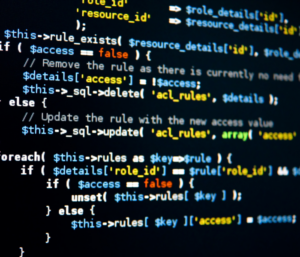 'role_id' => $role_details['id'],
'resource_id' => $resource_details['id'],
);
$this->rule_exists( $resource_details['id'], $role_
if ( $access == false ) {
// Remove the rule as there is currently no need
$details['access'] = !$access;
$this->_sql->delete( 'acl_rules', $details );
} else {
// Update the rule with the new access value
$this->_sql->update( 'acl_rules', array( 'access'
foreach( $this->rules as $key=>$rule ) {
if ( $details['role_id'] == $rule['role_id'] &&
if ( $access == false ) {
unset( $this->rules[ $key ] );
} else {
$this->rules[ $key ]['access'] = $access;
}
}